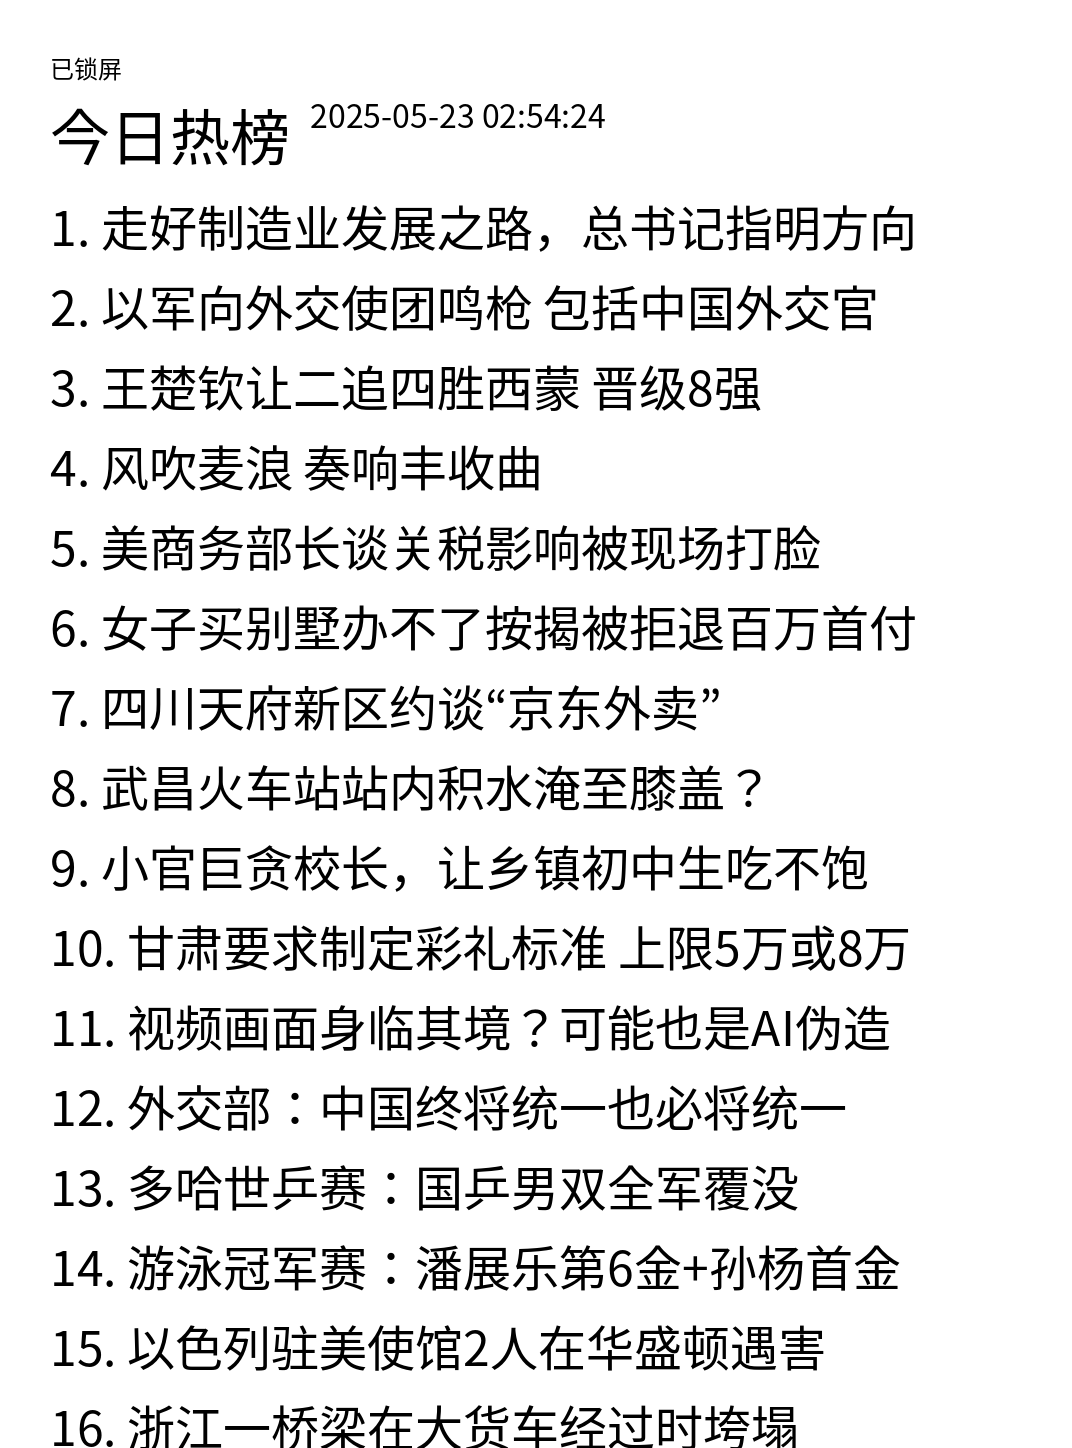 已锁屏
今日热榜 2025-05-23 02:54:24
1. 走好制造业发展之路，总书记指明方向
2. 以军向外交使团鸣枪 包括中国外交官
3. 王楚钦让二追四胜西蒙 晋级8强
4. 风吹麦浪 奏响丰收曲
5. 美商务部长谈关税影响被现场打脸
6. 女子买别墅办不了按揭被拒退百万首付
7. 四川天府新区约谈“京东外卖”
8. 武昌火车站站内积水淹至膝盖？
9. 小官巨贪校长，让乡镇初中生吃不饱
10. 甘肃要求制定彩礼标准 上限5万或8万
11. 视频画面身临其境？可能也是AI伪造
12. 外交部：中国终将统一也必将统一
13. 多哈世乒赛：国乒男双全军覆没
14. 游泳冠军赛：潘展乐第6金+孙杨首金
15. 以色列驻美使馆2人在华盛顿遇害
16. 浙江一桥梁在大货车经过时垮塌